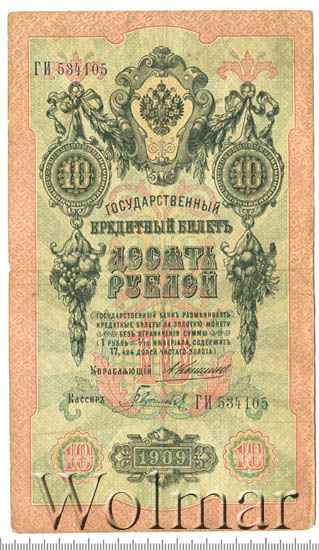 ГИ 534105
10 10
ГОСУДАРСТВЕННЫЙ
КРЕДИТНЫЙ БИЛЕТЪ
ДЕСЯТЬ
РУБЛЕЙ
ГОСУДАРСТВЕННЫЙ БАНКЪ РАЗМѢНИВАЕТЪ
КРЕДИТНЫЕ БИЛЕТЫ НА ЗОЛОТУЮ МОНЕТУ
БЕЗЪ ОГРАНИЧЕНІЯ СУММЫ
(1 РУБЛЬ = 1/15 ИМПЕРІАЛА, СОДЕРЖИТЪ
17,424 ДОЛЕЙ ЧИСТАГО ЗОЛОТА)
Управляющій
Кассиръ
ГИ 534105
10 1909 10
Wolmar